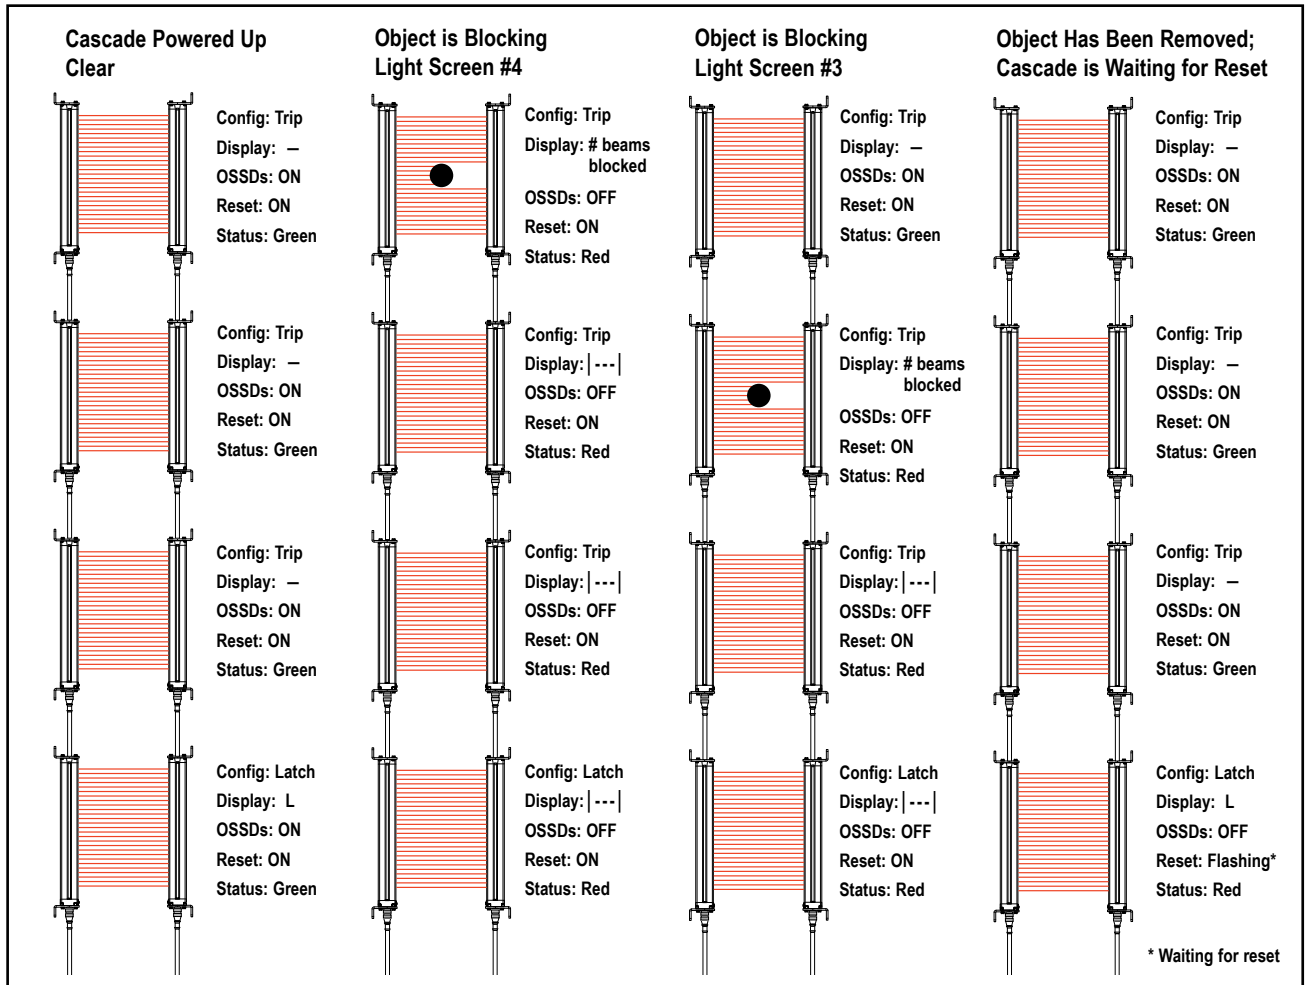 Cascade Powered Up
Clear
Config: Trip
Display: –
OSSDs: ON
Reset: ON
Status: Green
Config: Trip
Display: –
OSSDs: ON
Reset: ON
Status: Green
Config: Trip
Display: –
OSSDs: ON
Reset: ON
Status: Green
Config: Latch
Display: L
OSSDs: ON
Reset: ON
Status: Green
Object is Blocking
Light Screen #4
Config: Trip
Display: # beams
blocked
OSSDs: OFF
Reset: ON
Status: Red
Config: Trip
Display: |---|
OSSDs: OFF
Reset: ON
Status: Red
Config: Trip
Display: |---|
OSSDs: OFF
Reset: ON
Status: Red
Config: Latch
Display: |---|
OSSDs: OFF
Reset: ON
Status: Red
Object is Blocking
Light Screen #3
Config: Trip
Display: –
OSSDs: ON
Reset: ON
Status: Green
Config: Trip
Display: # beams
blocked
OSSDs: OFF
Reset: ON
Status: Red
Config: Trip
Display: |---|
OSSDs: OFF
Reset: ON
Status: Red
Config: Latch
Display: |---|
OSSDs: OFF
Reset: ON
Status: Red
Object Has Been Removed;
Cascade is Waiting for Reset
Config: Trip
Display: –
OSSDs: ON
Reset: ON
Status: Green
Config: Trip
Display: –
OSSDs: ON
Reset: ON
Status: Green
Config: Trip
Display: –
OSSDs: ON
Reset: ON
Status: Green
Config: Latch
Display: L
OSSDs: OFF
Reset: Flashing*
Status: Red
* Waiting for reset